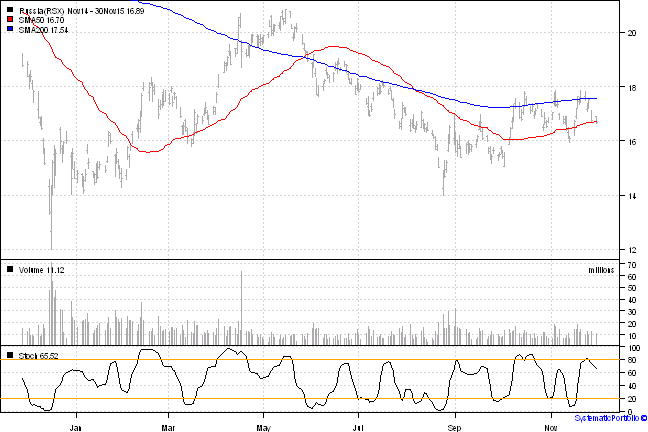 Russia(RSX) Nov14 - 30Nov15 16.89
SMA50 16.70
SMA200 17.54
20
18
16
14
12
Volume 11.12
millions
70
60
50
40
30
20
10
Stoch 65.52
100
80
60
40
20
0
Jan Mar May Jul Sep Nov
SystematicPortfolio ©